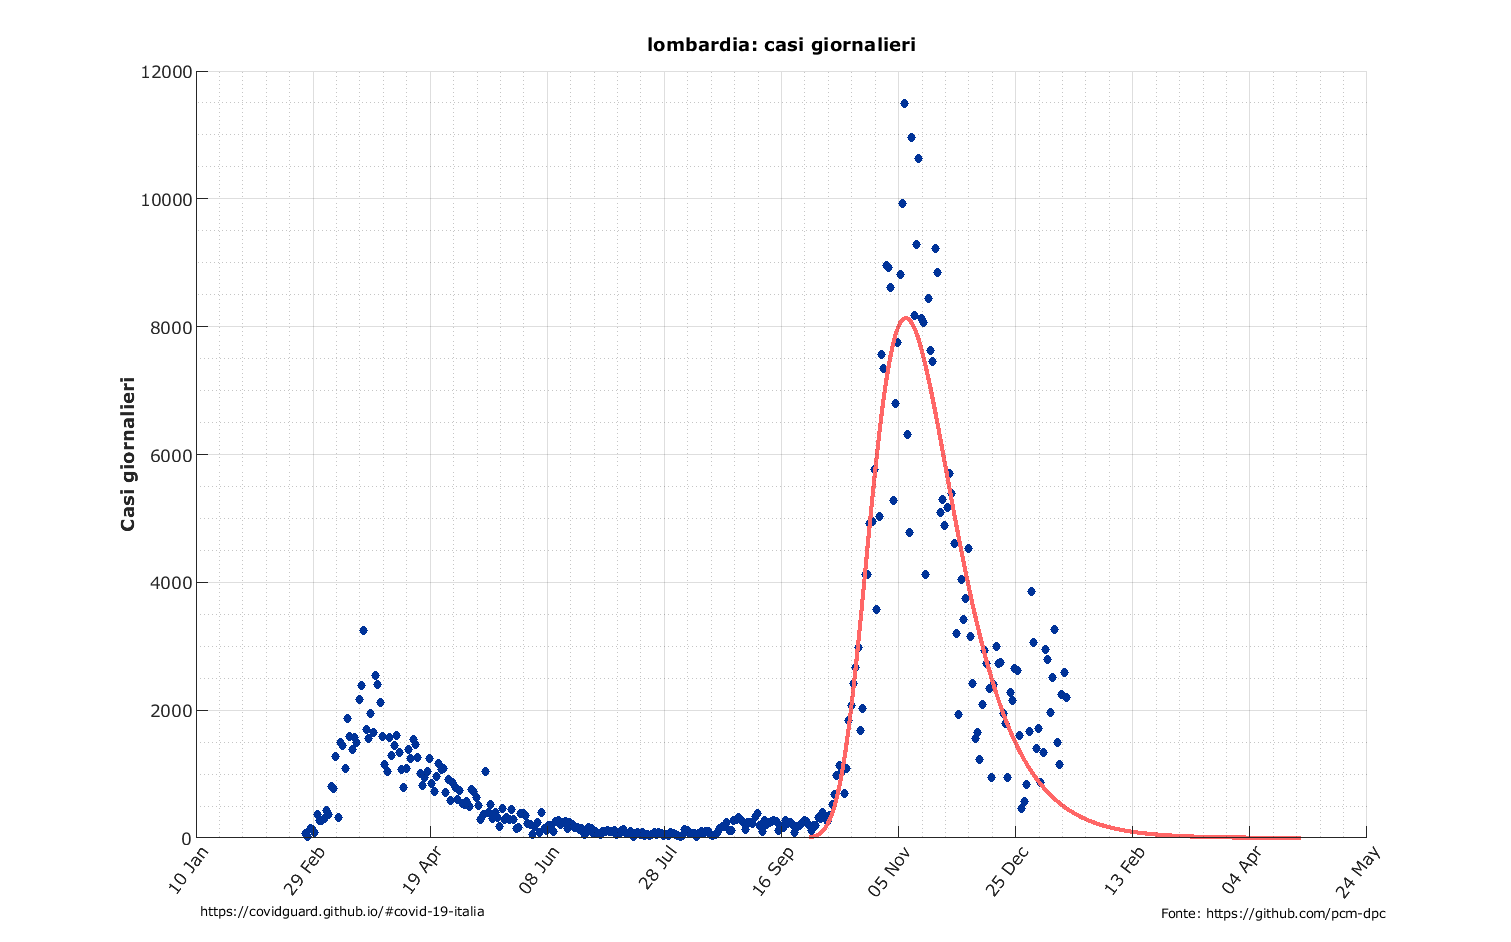 lombardia: casi giornalieri
12000
10000
8000
6000
4000
2000
0
Casi giornalieri
10 Jan
29 Feb
19 Apr
08 Jun
28 Jul
16 Sep
05 Nov
25 Dec
13 Feb
04 Apr
24 May
https://covidguard.github.io/#covid-19-italia
Fonte: https://github.com/pcm-dpc